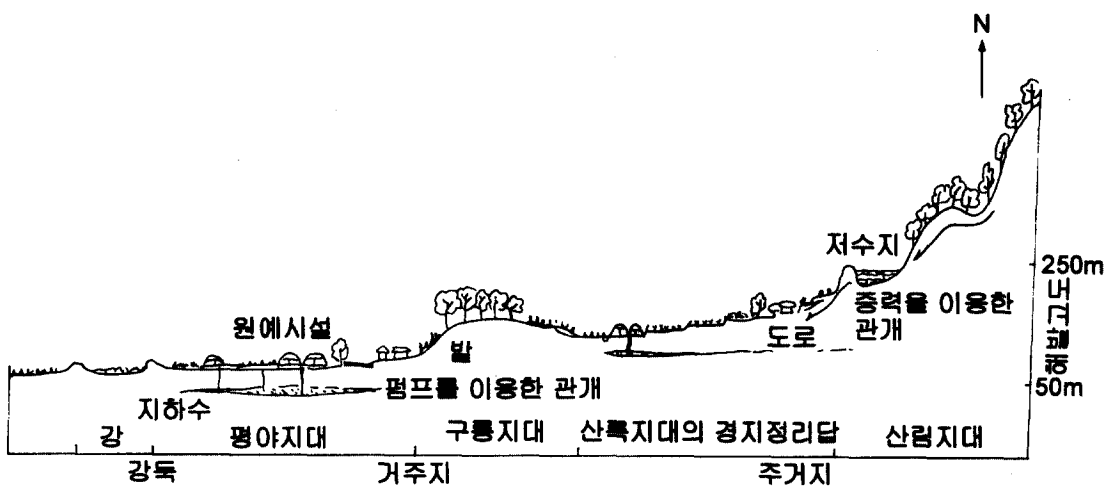 N
저수지
250m
중력을 이용한
관개
도로
원예시설
밭
50m
펌프를 이용한 관개
지하수
강
평야지대
구릉지대
산록지대의 경지정리답
산림지대
강둑
거주지
주거지